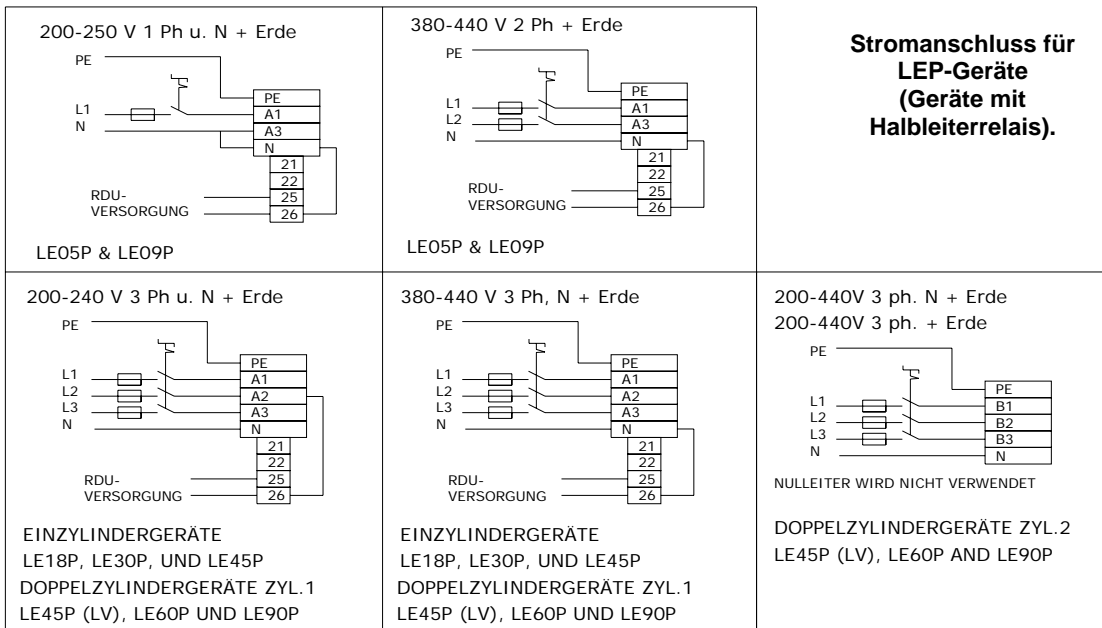 200-250 V 1 Ph u. N + Erde
PE
L1
N
PE
A1
A3
N
21
22
25
26
RDU-
VERSORGUNG
LE05P & LE09P
380-440 V 2 Ph + Erde
PE
L1
L2
N
PE
A1
A3
N
21
22
25
26
RDU-
VERSORGUNG
LE05P & LE09P
Stromanschluss für
LEP-Geräte
(Geräte mit
Halbleiterrelais).
200-240 V 3 Ph u. N + Erde
PE
L1
L2
L3
N
PE
A1
A2
A3
N
21
22
25
26
RDU-
VERSORGUNG
EINZYLINDERGERÄTE
LE18P, LE30P, UND LE45P
DOPPELZYLINDERGERÄTE ZYL.1
LE45P (LV), LE60P UND LE90P
380-440 V 3 Ph, N + Erde
PE
L1
L2
L3
N
PE
A1
A2
A3
N
21
22
25
26
RDU-
VERSORGUNG
EINZYLINDERGERÄTE
LE18P, LE30P, UND LE45P
DOPPELZYLINDERGERÄTE ZYL.1
LE45P (LV), LE60P UND LE90P
200-440V 3 ph. N + Erde
200-440V 3 ph. + Erde
PE
L1
L2
L3
N
PE
B1
B2
B3
N
NULLEITER WIRD NICHT VERWENDET
DOPPELZYLINDERGERÄTE ZYL.2
LE45P (LV), LE60P AND LE90P